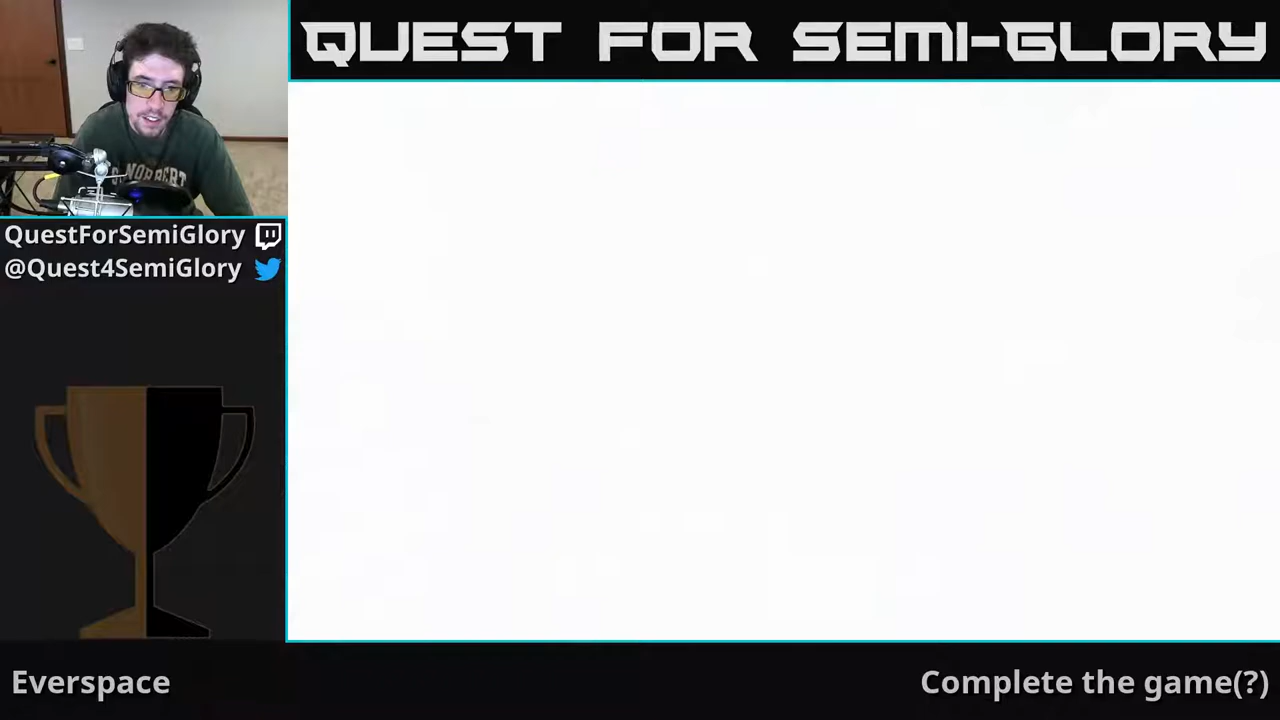 QUEST FOR SEMI-GLORY
QuestForSemiGlory
@Quest4SemiGlory
Everspace
Complete the game(?)